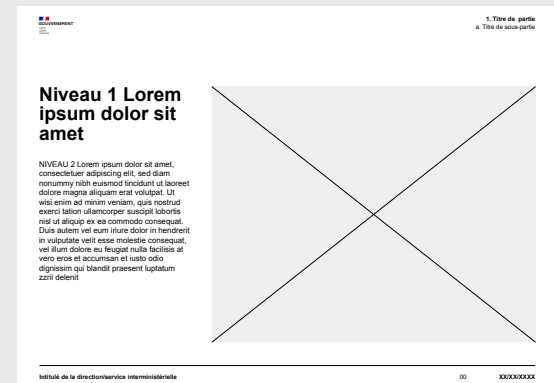 GOUVERNEMENT
1. Titre de partie
a. Titre de sous-partie
Niveau 1 Lorem
ipsum dolor sit
amet
NIVEAU 2 Lorem ipsum dolor sit amet,
consectetuer adipiscing elit, sed diam
nonummy nibh euismod tincidunt ut laoreet
dolore magna aliquam erat volutpat. Ut
wisi enim ad minim veniam, quis nostrud
exerci tation ullamcorper suscipit lobortis
nisl ut aliquip ex ea commodo consequat.
Duis autem vel eum iriure dolor in hendrerit
in vulputate velit esse molestie consequat,
vel illum dolore eu feugiat nulla facilisis at
vero eros et accumsan et iusto odio
dignissim qui blandit praesent luptatum
zzril delenit
Intitulé de la direction/service interministérielle
00
XX/XX/XXXX